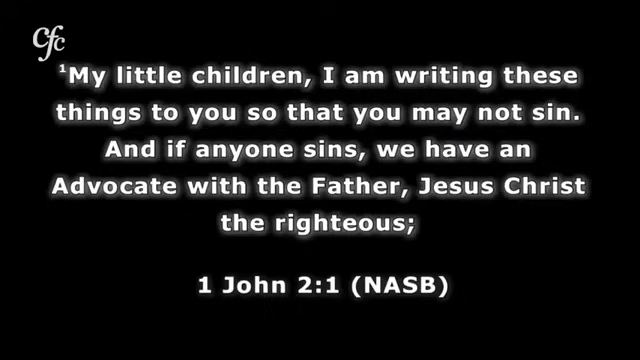 cfc
¹My little children, I am writing these
things to you so that you may not sin.
And if anyone sins, we have an
Advocate with the Father, Jesus Christ
the righteous;
1 John 2:1 (NASB)